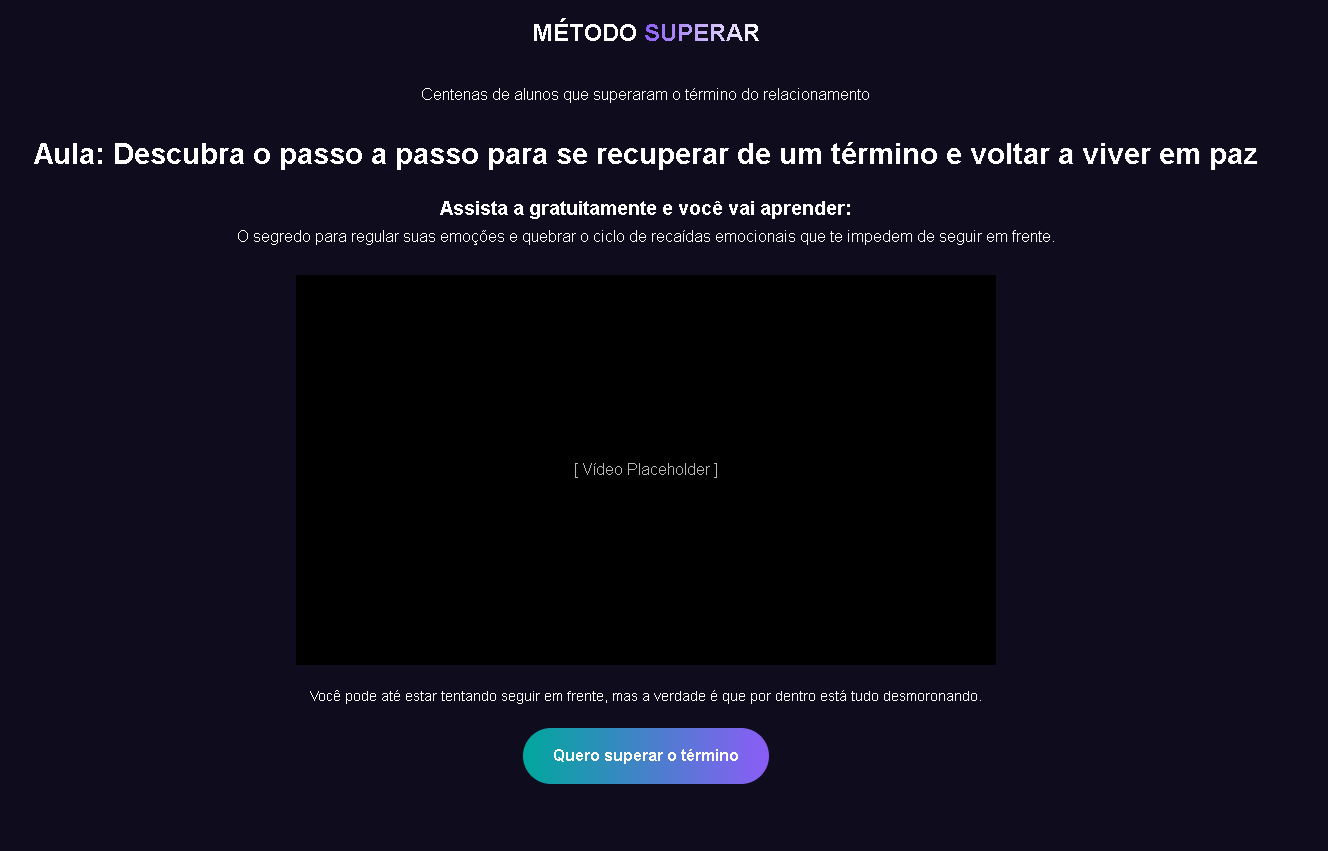 MÉTODO SUPERAR
Centenas de alunos que superaram o término do relacionamento
Aula: Descubra o passo a passo para se recuperar de um término e voltar a viver em paz
Assista a gratuitamente e você vai aprender:
O segredo para regular suas emoções e quebrar o ciclo de recaídas emocionais que te impedem de seguir em frente.
[ Vídeo Placeholder ]
Você pode até estar tentando seguir em frente, mas a verdade é que por dentro está tudo desmoronando.
Quero superar o término